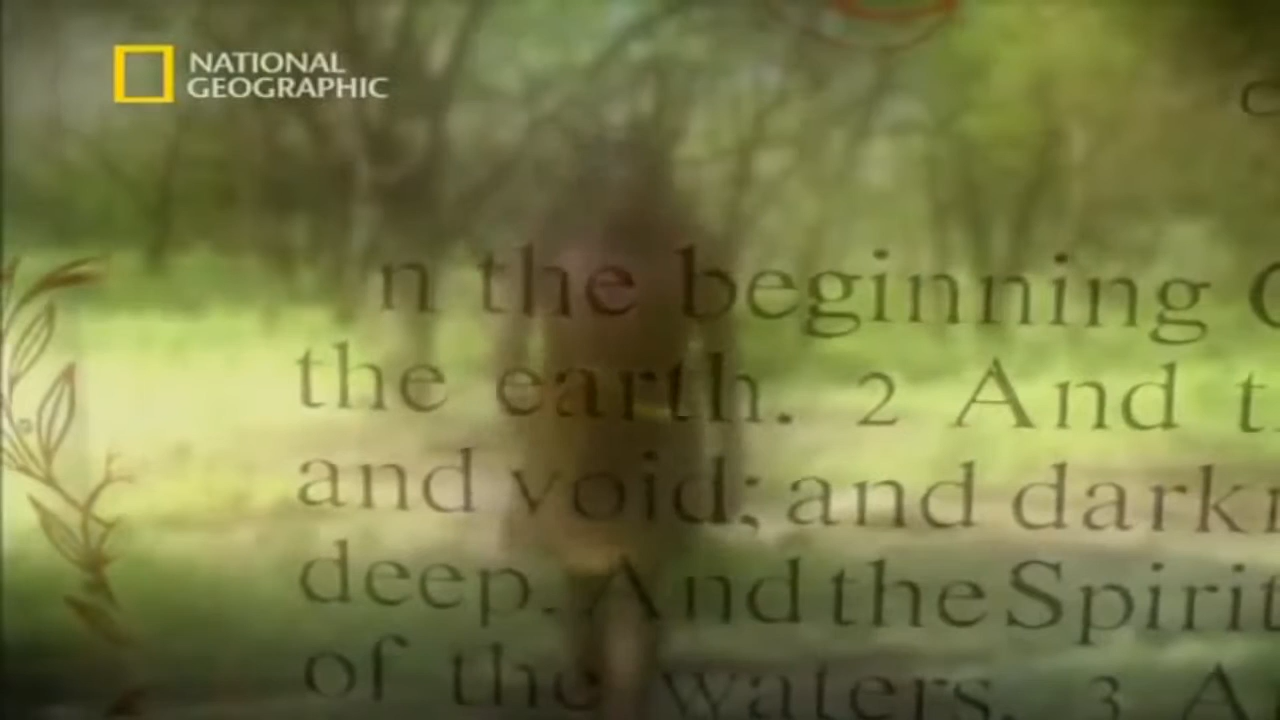 NATIONAL
GEOGRAPHIC
n the beginning
the earth. 2 And
and void; and
deep. And the Spirit
of the waters. 3